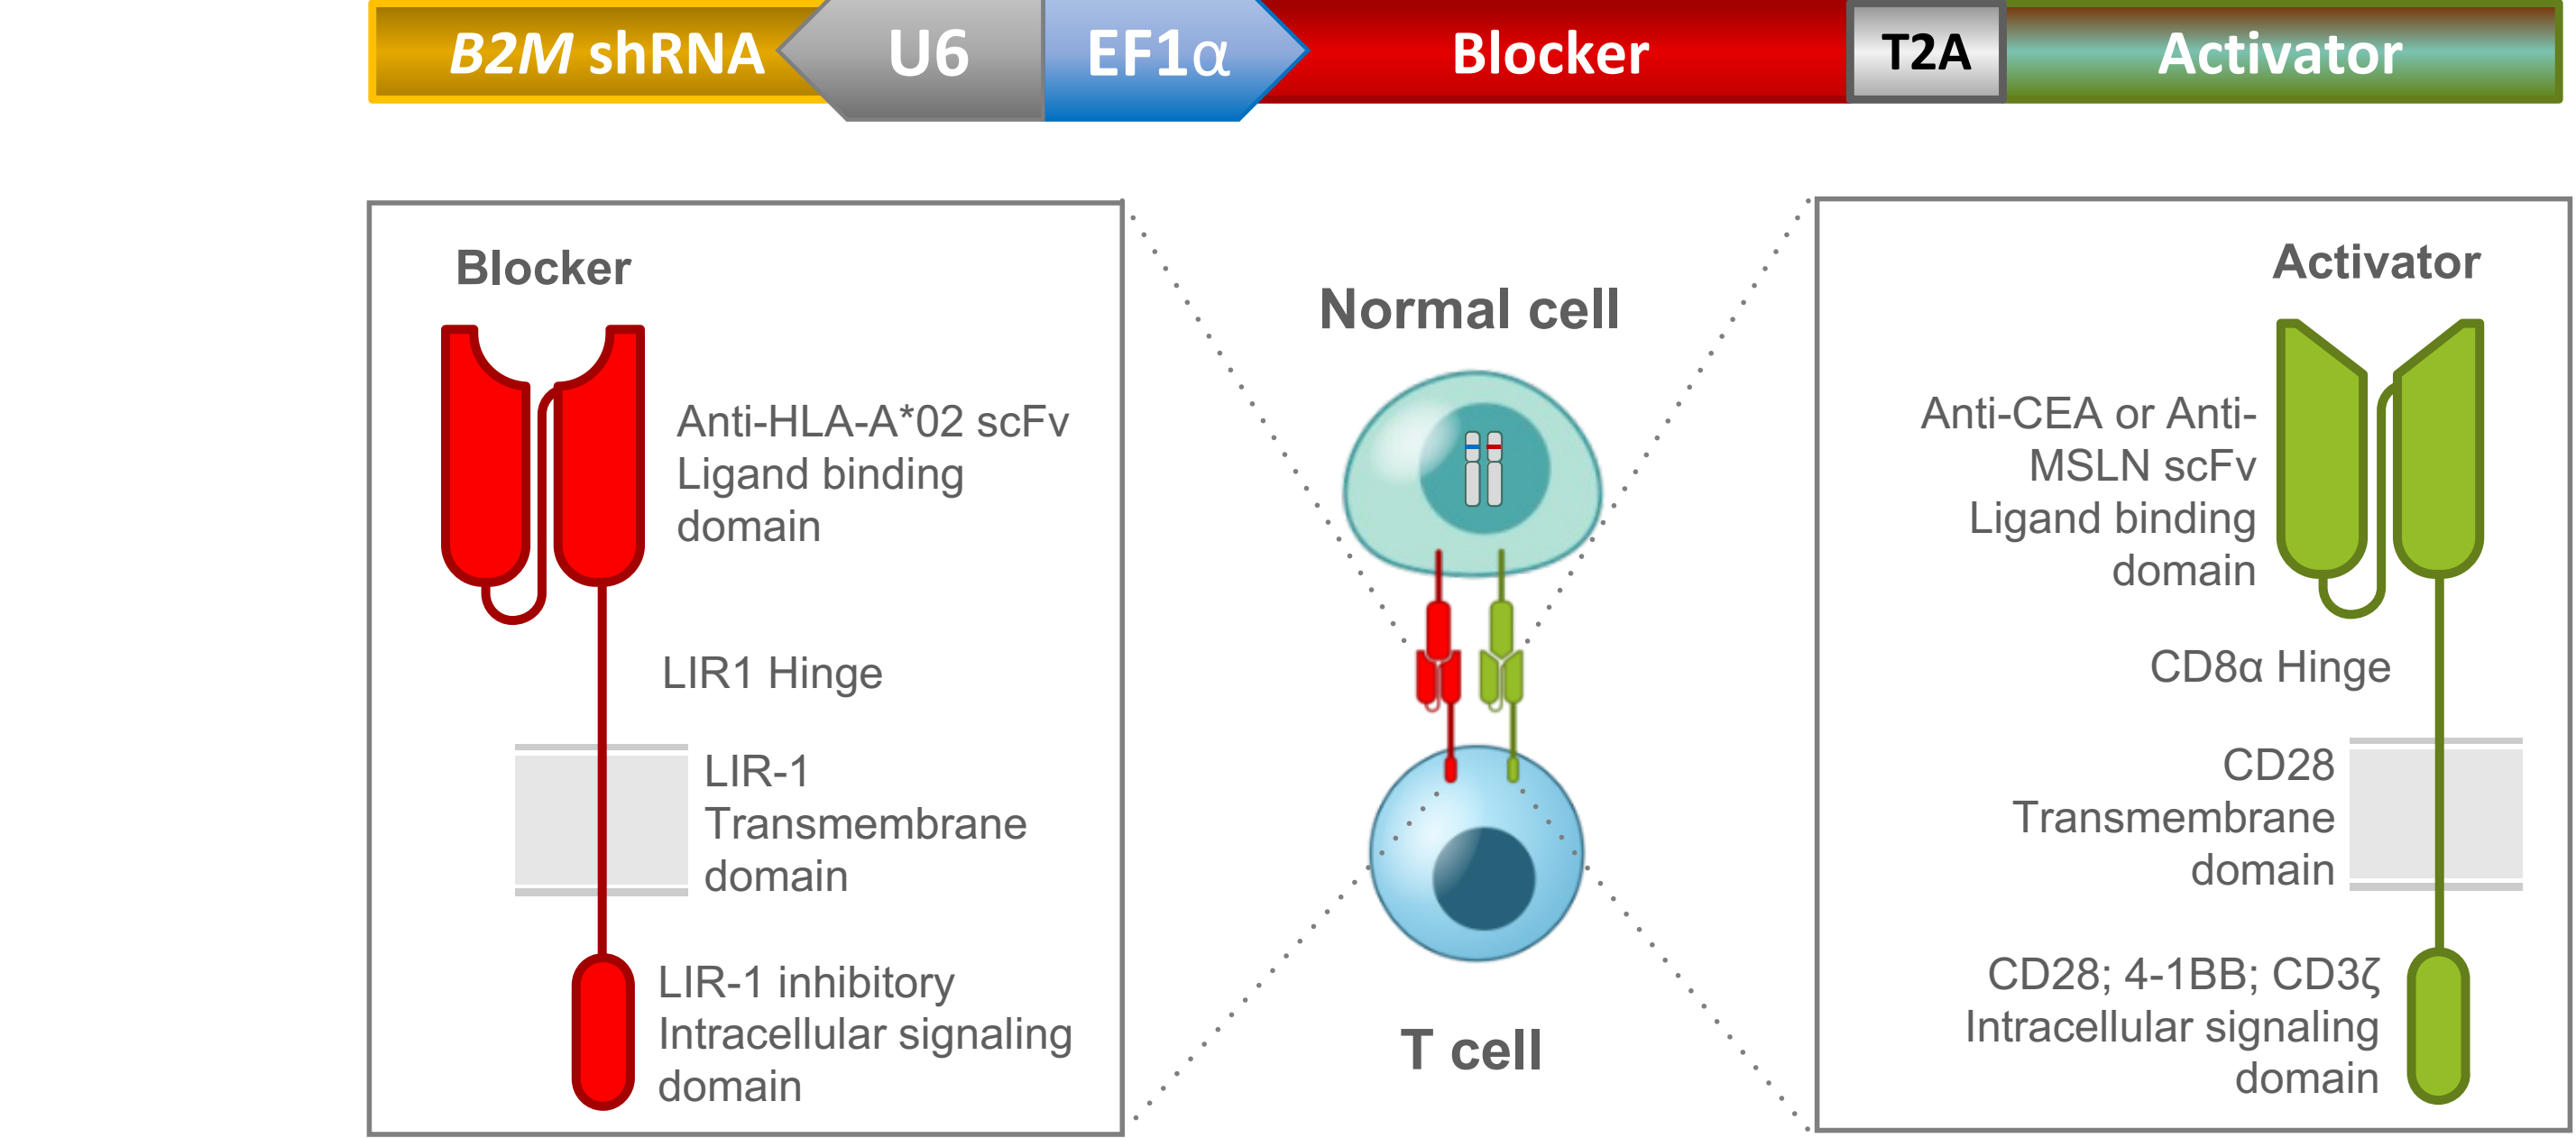 B2M shRNA U6 EF1α Blocker T2A Activator
Blocker
Anti-HLA-A*02 scFv
Ligand binding
domain
LIR1 Hinge
LIR-1
Transmembrane
domain
LIR-1 inhibitory
Intracellular signaling
domain
Normal cell
T cell
Activator
Anti-CEA or Anti-
MSLN scFv
Ligand binding
domain
CD8α Hinge
CD28
Transmembrane
domain
CD28; 4-1BB; CD3ζ
Intracellular signaling
domain